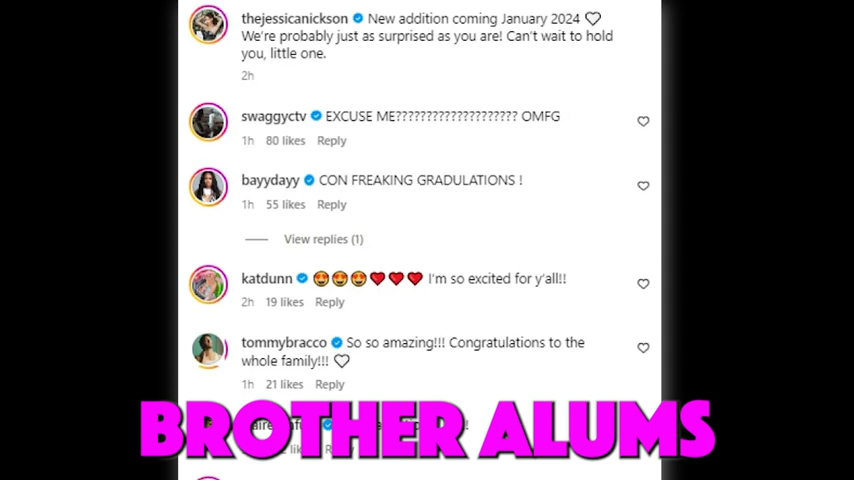 thejessicanickson New addition coming January 2024 ♡
We're probably just as surprised as you are! Can't wait to hold
you, little one.
2h
swaggyctv EXCUSE ME???????????????????? OMFG
1h 80 likes Reply
bayydayy CON FREAKING GRADULATIONS !
1h 55 likes Reply
View replies (1)
katdunn 😍😍😍❤️❤️❤️ I'm so excited for y'all!!
2h 19 likes Reply
tommybracco So so amazing!!! Congratulations to the
whole family!!! ♡
1h 21 likes Reply
BROTHER ALUMS